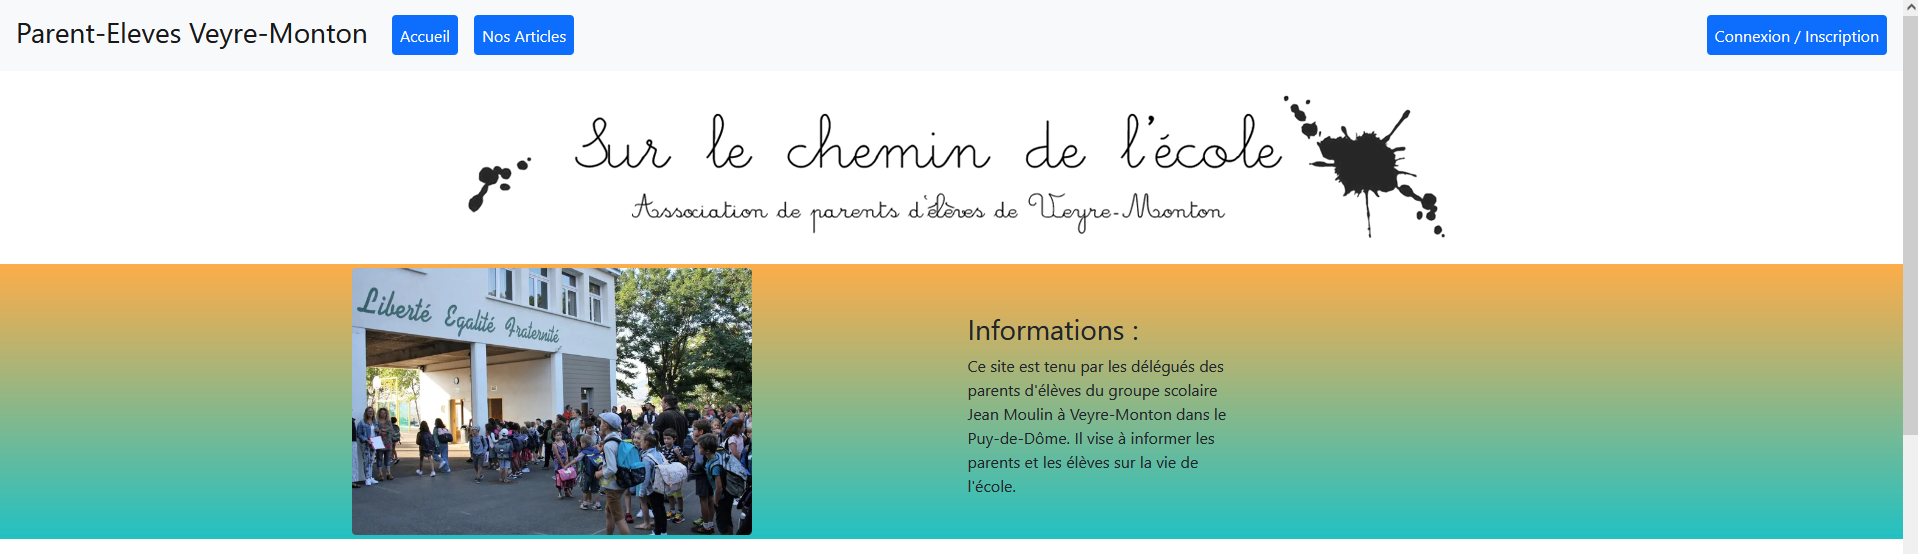 Parent-Eleves Veyre-Monton
Accueil
Nos Articles
Connexion / Inscription
Sur le chemin de l'école
Association de parents d'élèves de Veyre-Monton
Liberté Egalité Fraternité
Informations :
Ce site est tenu par les délégués des
parents d'élèves du groupe scolaire
Jean Moulin à Veyre-Monton dans le
Puy-de-Dôme. Il vise à informer les
parents et les élèves sur la vie de
l'école.